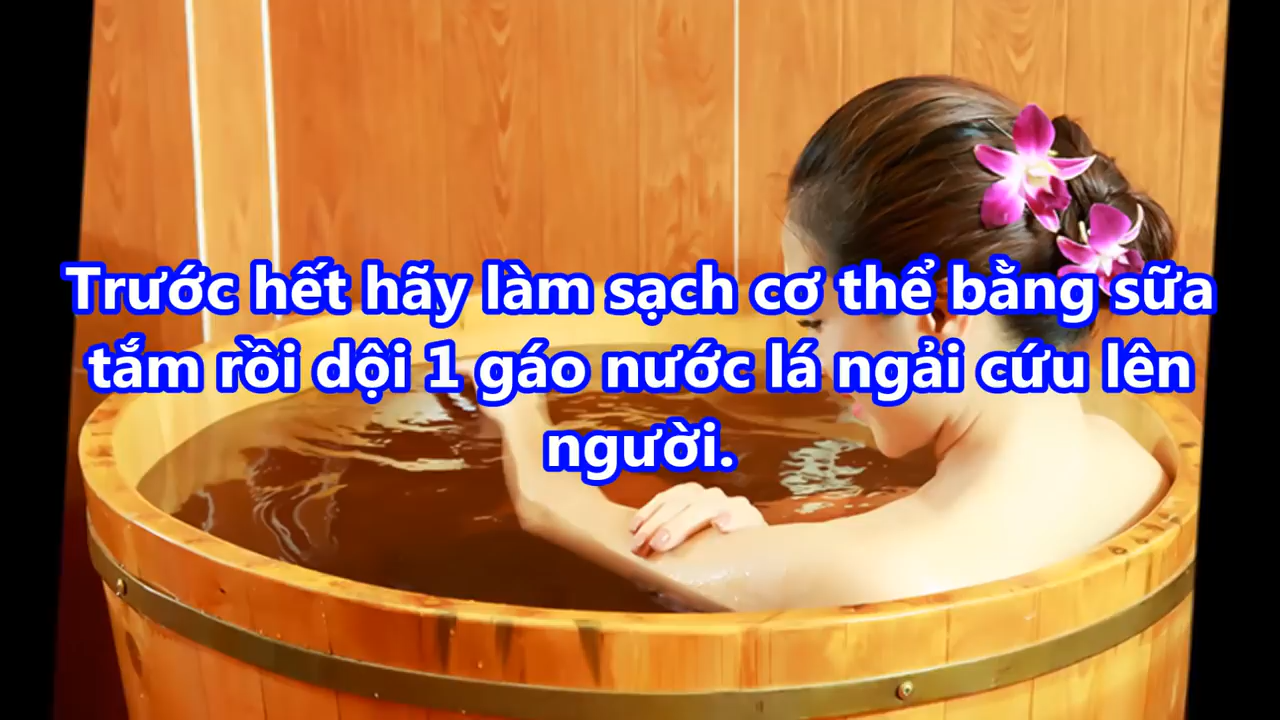 Trước hết hãy làm sạch cơ thể bằng sữa
tắm rồi dội 1 gáo nước lá ngải cứu lên
người.